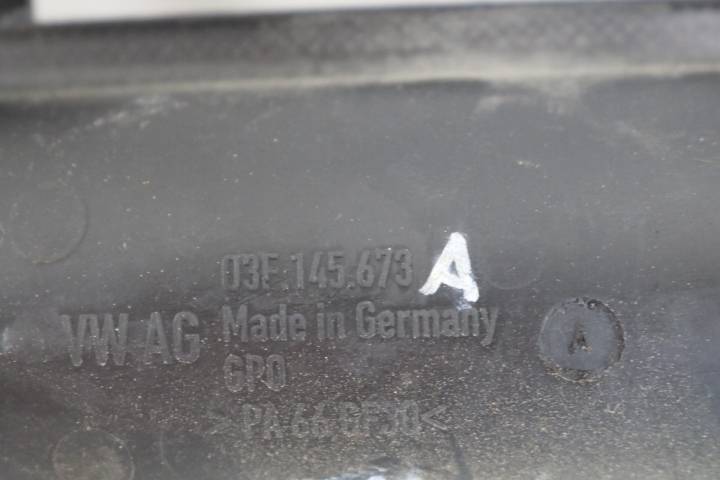 03F.145.673 A
VW AG Made in Germany A
GPO
>PA 66 GF30<